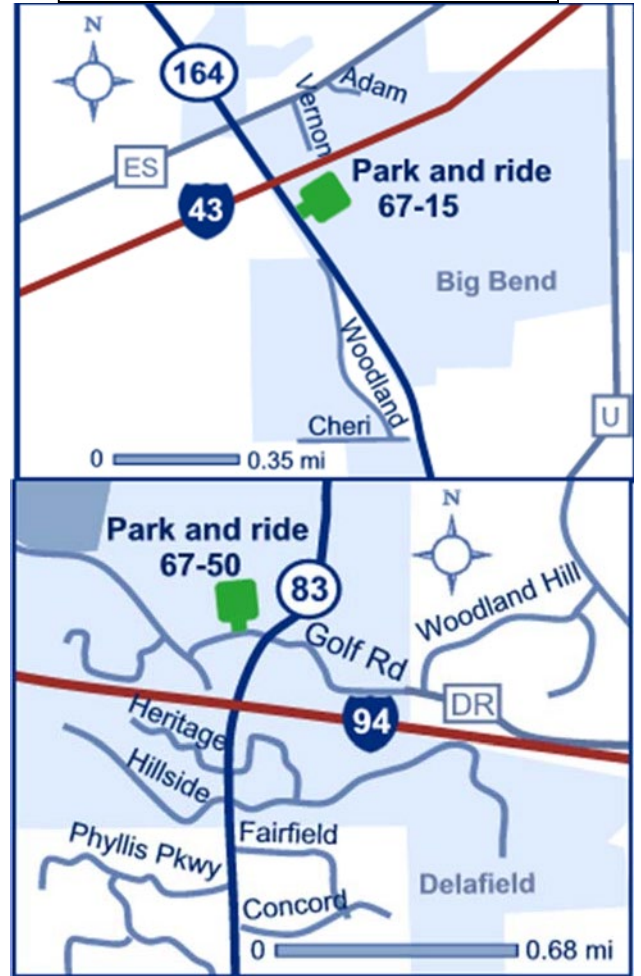 N
164
Adam
Vernon
ES
Park and ride
67-15
43
Big Bend
Woodland
U
Cheri
0 0.35 mi
Park and ride
67-50
N
83
Woodland Hill
Golf Rd
DR
94
Heritage
Hillside
Fairfield
Phyllis Pkwy
Delafield
Concord
0 0.68 mi